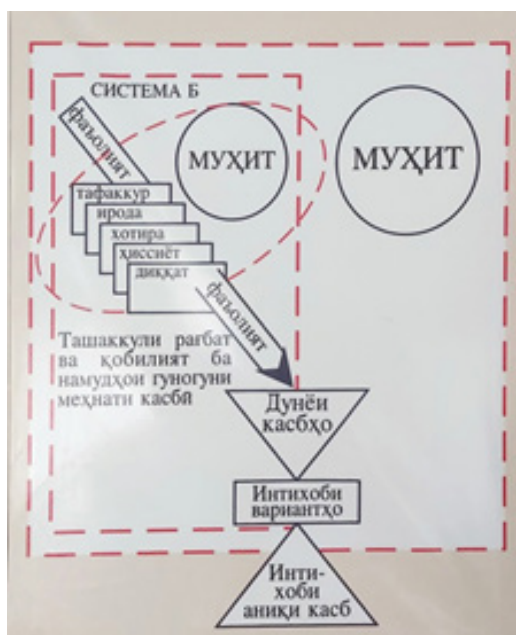 СИСТЕМА Б
фаъолият
МУҲИТ
МУҲИТ
тафаккур
ирода
хотира
ҳиссиёт
диққат
фаъолият
Ташаккули рағбат
ва қобилият ба
намудҳои гуногуни
меҳнати касбӣ
Дунёи
касбҳо
Интихоби
вариантҳо
Инти-
хоби
аниқи касб